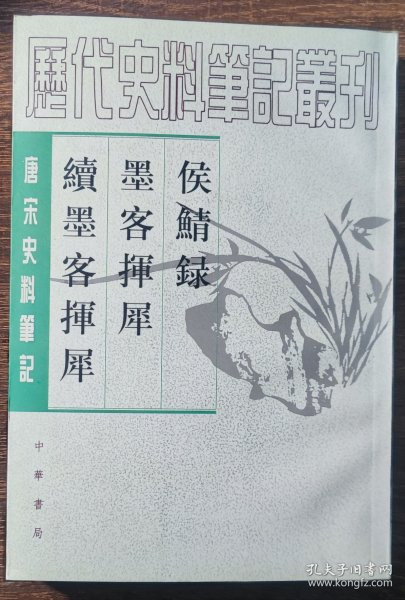 歷代史料筆記叢刊
侯鯖録
墨客揮犀
續墨客揮犀
唐宋史料筆記
中華書局
孔夫子旧书网
www.kongfz.com